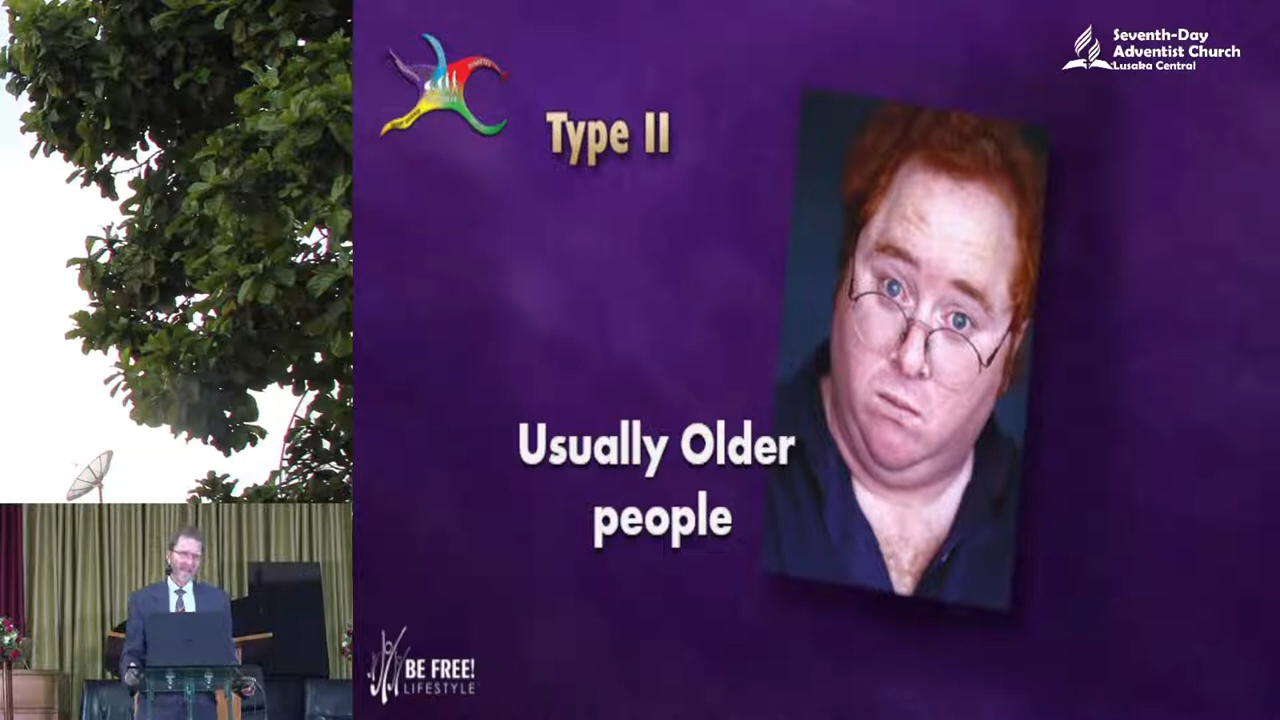 Seventh-Day
Adventist Church
Lusaka Central
Type II
Usually Older
people
BE FREE!
LIFESTYLE